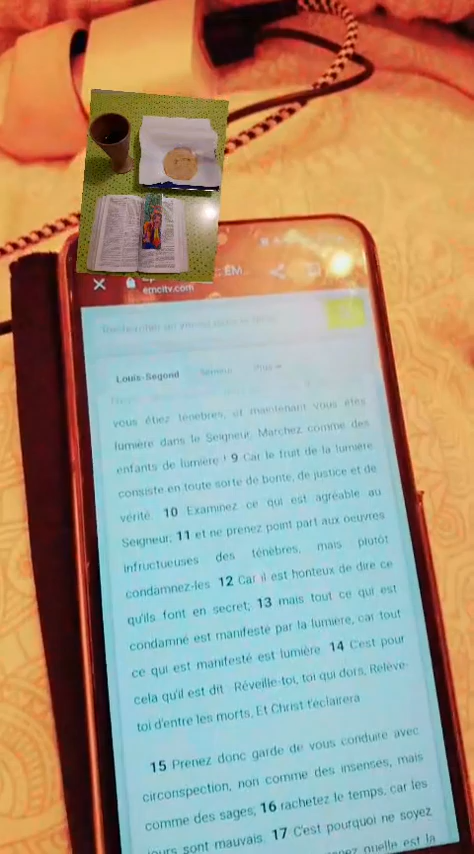 ÉM...
emcitv.com
Louis-Segond
vous étiez ténèbres, et maintenant vous êtes
lumière dans le Seigneur. Marchez comme des
enfants de lumière ! 9 Car le fruit de la lumière
consiste en toute sorte de bonté, de justice et de
vérité. 10 Examinez ce qui est agréable au
Seigneur; 11 et ne prenez point part aux oeuvres
infructueuses des ténèbres, mais plutôt
condamnez-les. 12 Car il est honteux de dire ce
qu'ils font en secret; 13 mais tout ce qui est
condamné est manifesté par la lumière, car tout
ce qui est manifesté est lumière. 14 C'est pour
cela qu'il est dit : Réveille-toi, toi qui dors, Relève-
toi d'entre les morts, Et Christ t'éclairera.
15 Prenez donc garde de vous conduire avec
circonspection, non comme des insensés, mais
comme des sages; 16 rachetez le temps, car les
jours sont mauvais. 17 C'est pourquoi ne soyez
quelle est la